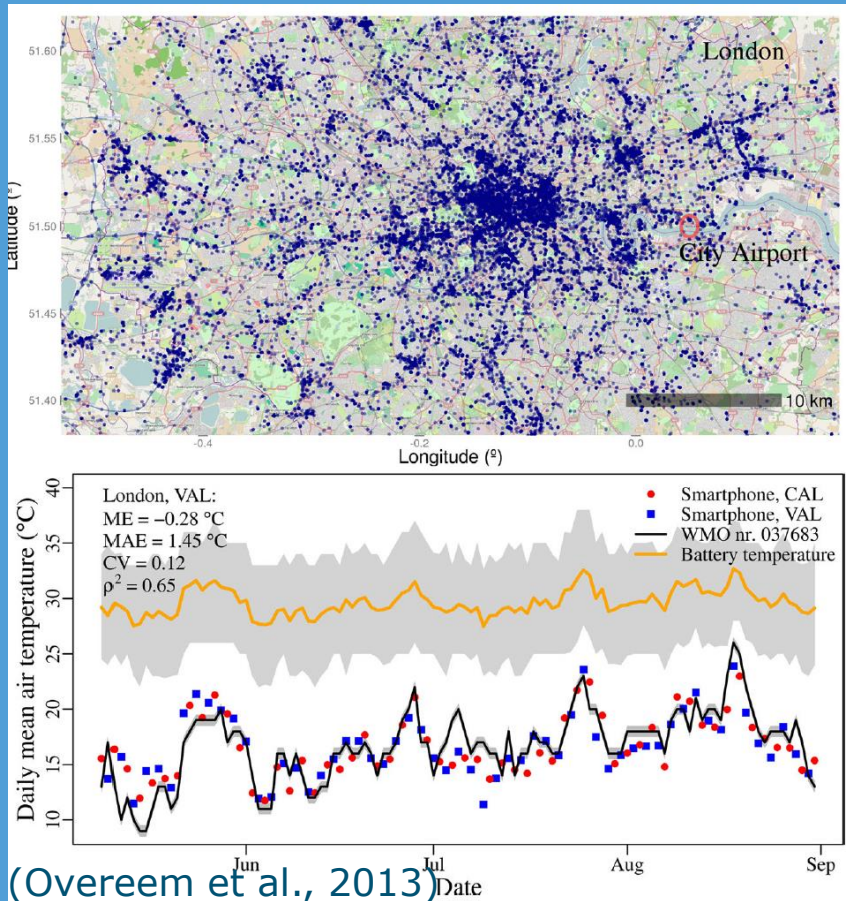 51.60
London
51.55
51.50
City Airport
51.45
51.40
10 km
-0.4
-0.2
0.0
Latitude (º)
Longitude (º)
40
35
30
25
20
15
10
Daily mean air temperature (°C)
London, VAL:
ME = −0.28 °C
MAE = 1.45 °C
CV = 0.12
ρ² = 0.65
Smartphone, CAL
Smartphone, VAL
WMO nr. 037683
Battery temperature
Jun
Jul
Aug
Sep
Date
(Overeem et al., 2013)